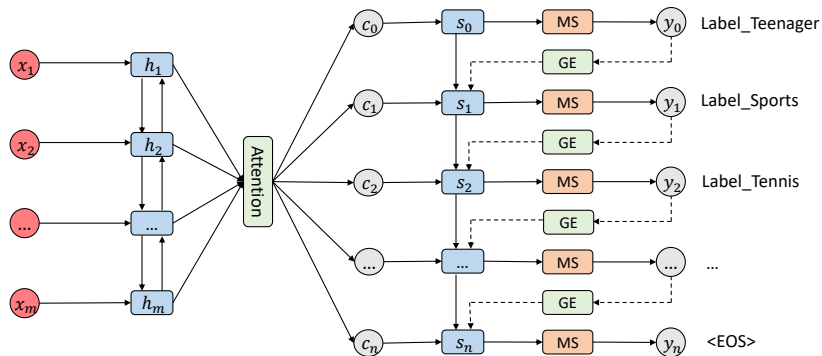 c₀ s₀ MS y₀ Label_Teenager
x₁ h₁ GE
c₁ s₁ MS y₁ Label_Sports
x₂ h₂ GE
Attention
c₂ s₂ MS y₂ Label_Tennis
... ... GE
... ... MS ... ...
xₘ hₘ GE
cₙ sₙ MS yₙ <EOS>